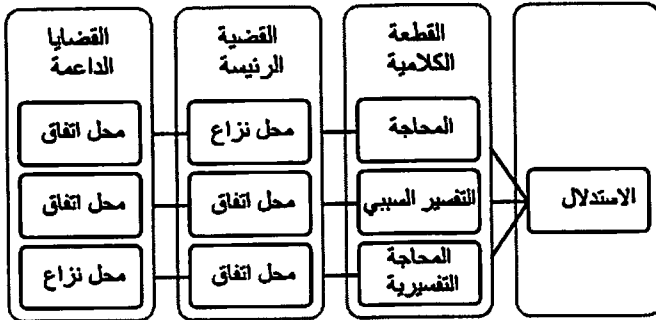 القطعة
الكلامية
القضية
الرئيسة
القضايا
الداعمة
المحاجة
محل نزاع
محل اتفاق
الاستدلال
التفسير السببي
محل اتفاق
محل اتفاق
المحاجة
التفسيرية
محل اتفاق
محل نزاع